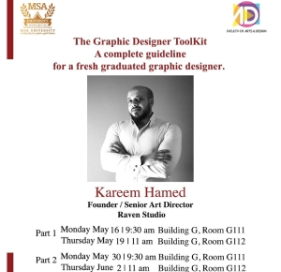 MSA
FACULTY OF ARTS & DESIGN
The Graphic Designer ToolKit
A complete guideline
for a fresh graduated graphic designer.
Kareem Hamed
Founder / Senior Art Director
Raven Studio
Part 1 Monday May 16 | 9:30 am Building G, Room G111
Thursday May 19 | 11 am Building G, Room G112
Part 2 Monday May 30 | 9:30 am Building G, Room G111
Thursday June 2 | 11 am Building G, Room G112